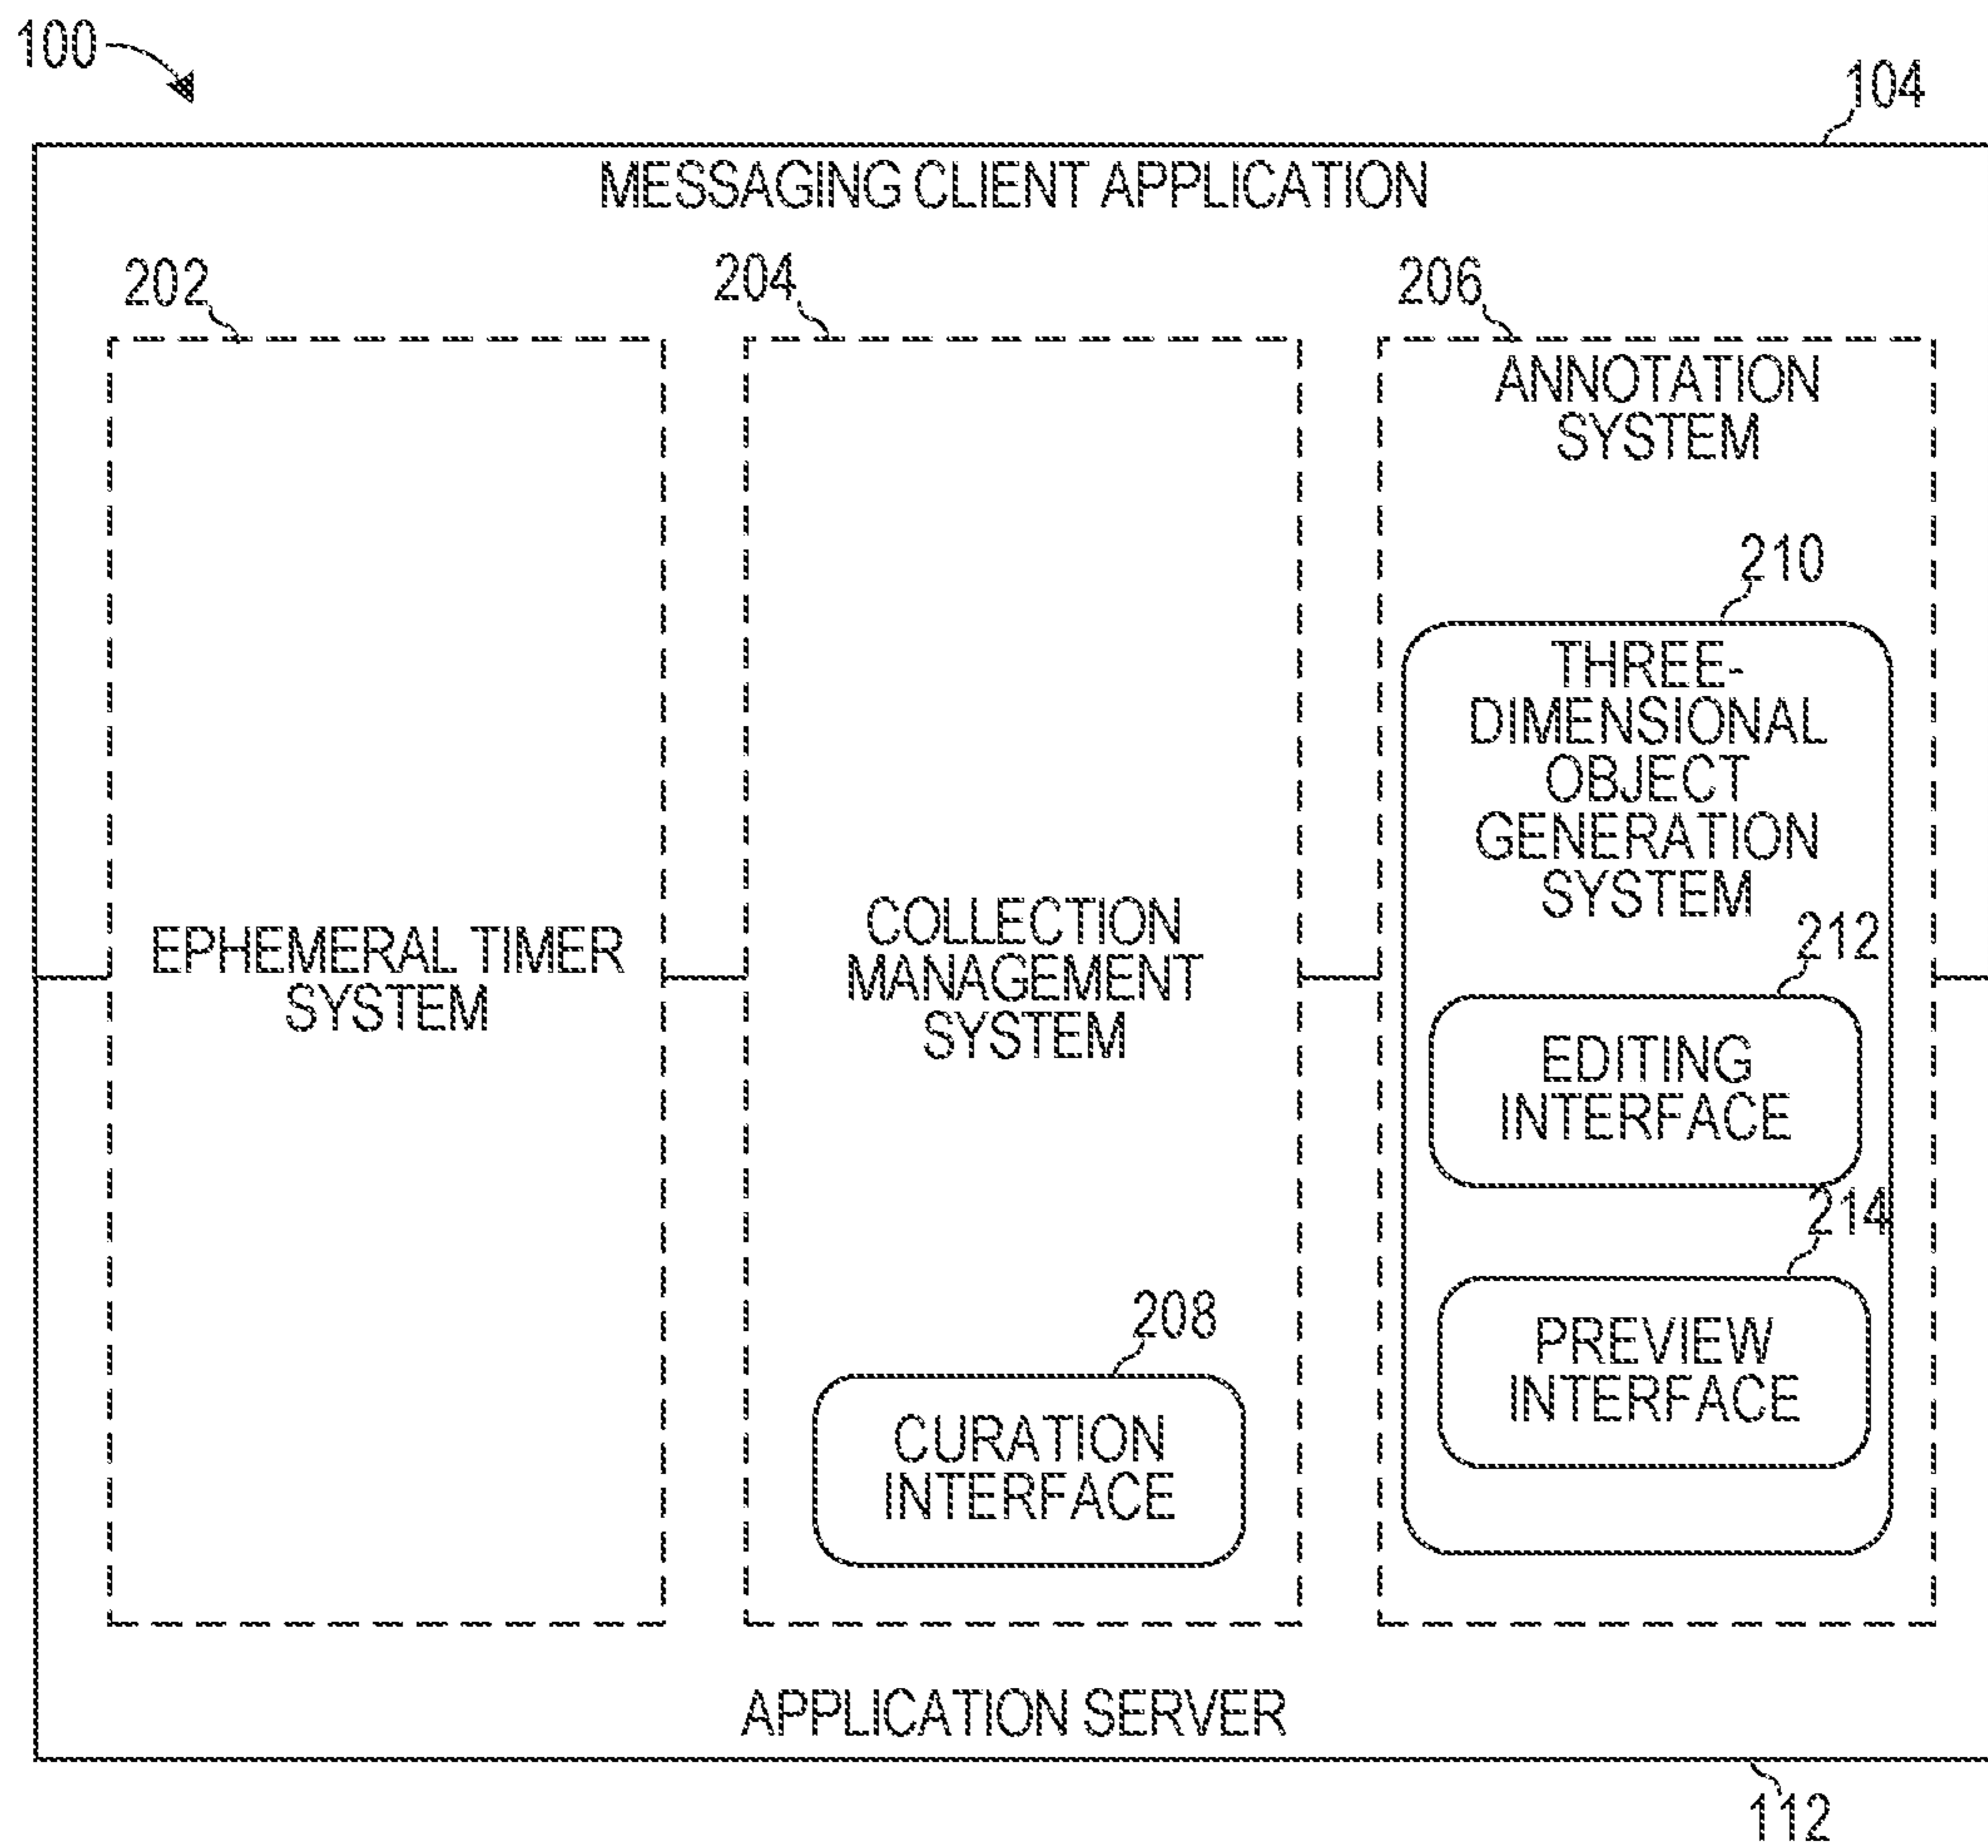 100
104
MESSAGING CLIENT APPLICATION
202
204
206
ANNOTATION
SYSTEM
210
THREE-
DIMENSIONAL
OBJECT
GENERATION
SYSTEM
EPHEMERAL TIMER
SYSTEM
COLLECTION
MANAGEMENT
SYSTEM
212
EDITING
INTERFACE
214
PREVIEW
INTERFACE
208
CURATION
INTERFACE
APPLICATION SERVER
112